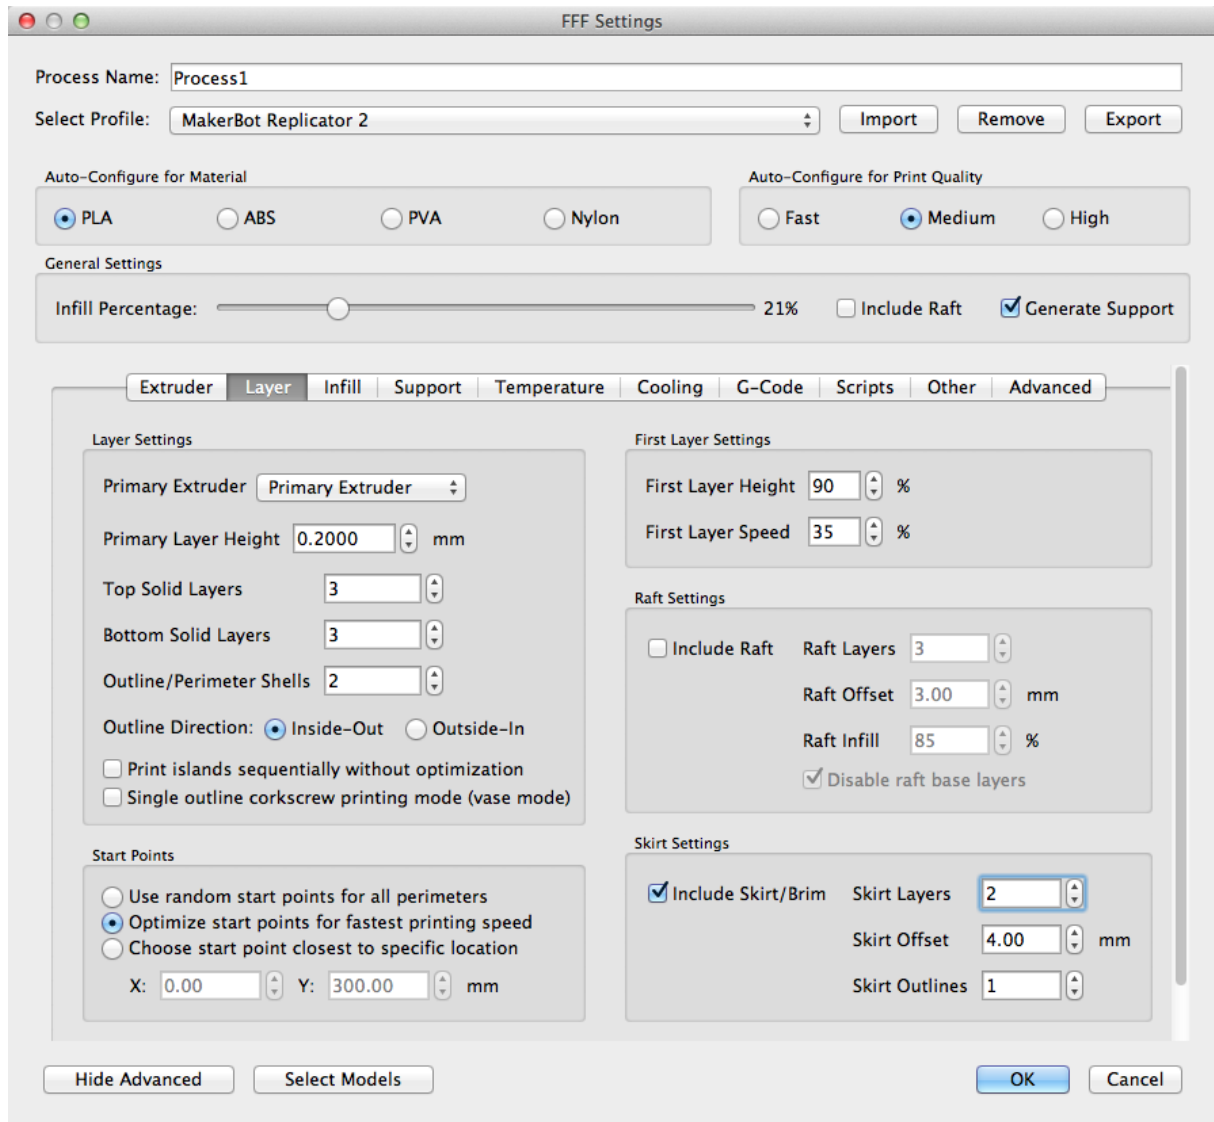 FFF Settings
Process Name: Process1
Select Profile: MakerBot Replicator 2 Import Remove Export
Auto-Configure for Material
PLA ABS PVA Nylon
Auto-Configure for Print Quality
Fast Medium High
General Settings
Infill Percentage: 21% Include Raft Generate Support
Extruder Layer Infill Support Temperature Cooling G-Code Scripts Other Advanced
Layer Settings
Primary Extruder Primary Extruder
Primary Layer Height 0.2000 mm
Top Solid Layers 3
Bottom Solid Layers 3
Outline/Perimeter Shells 2
Outline Direction: Inside-Out Outside-In
Print islands sequentially without optimization
Single outline corkscrew printing mode (vase mode)
Start Points
Use random start points for all perimeters
Optimize start points for fastest printing speed
Choose start point closest to specific location
X: 0.00 Y: 300.00 mm
First Layer Settings
First Layer Height 90 %
First Layer Speed 35 %
Raft Settings
Include Raft Raft Layers 3
Raft Offset 3.00 mm
Raft Infill 85 %
Disable raft base layers
Skirt Settings
Include Skirt/Brim Skirt Layers 2
Skirt Offset 4.00 mm
Skirt Outlines 1
Hide Advanced Select Models OK Cancel